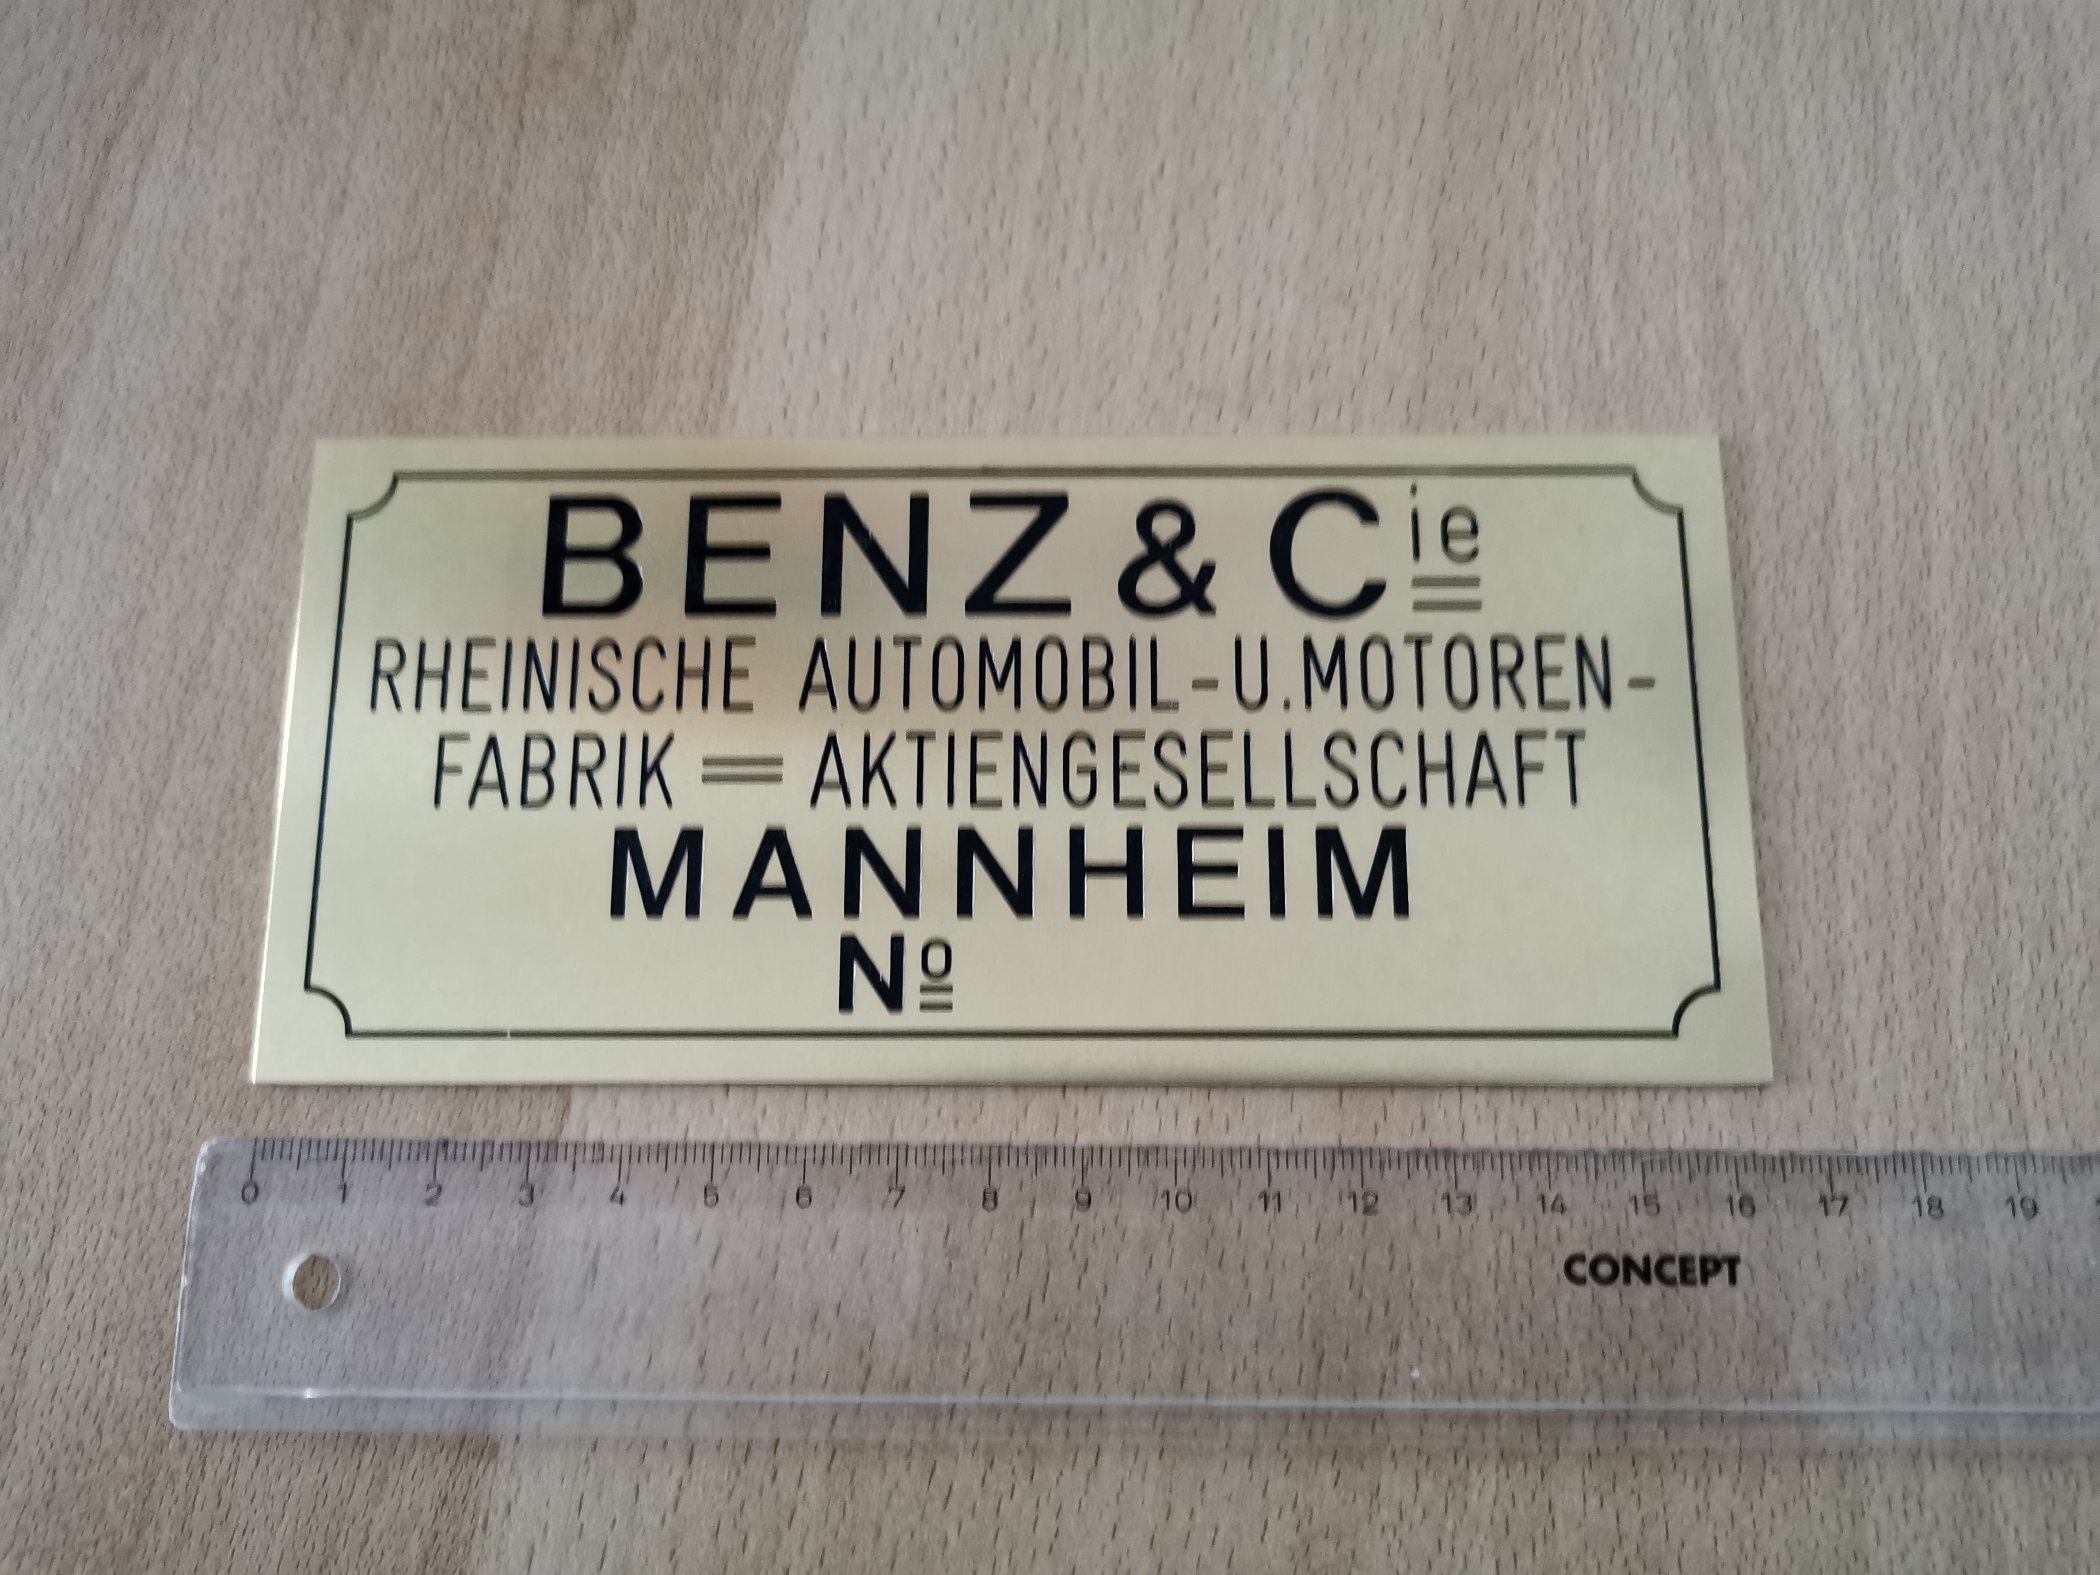 BENZ & Cie
RHEINISCHE AUTOMOBIL-U.MOTOREN-
FABRIK = AKTIENGESELLSCHAFT
MANNHEIM
Nº
0 1 2 3 4 5 6 7 8 9 10 11 12 13 14 15 16 17 18 19
CONCEPT